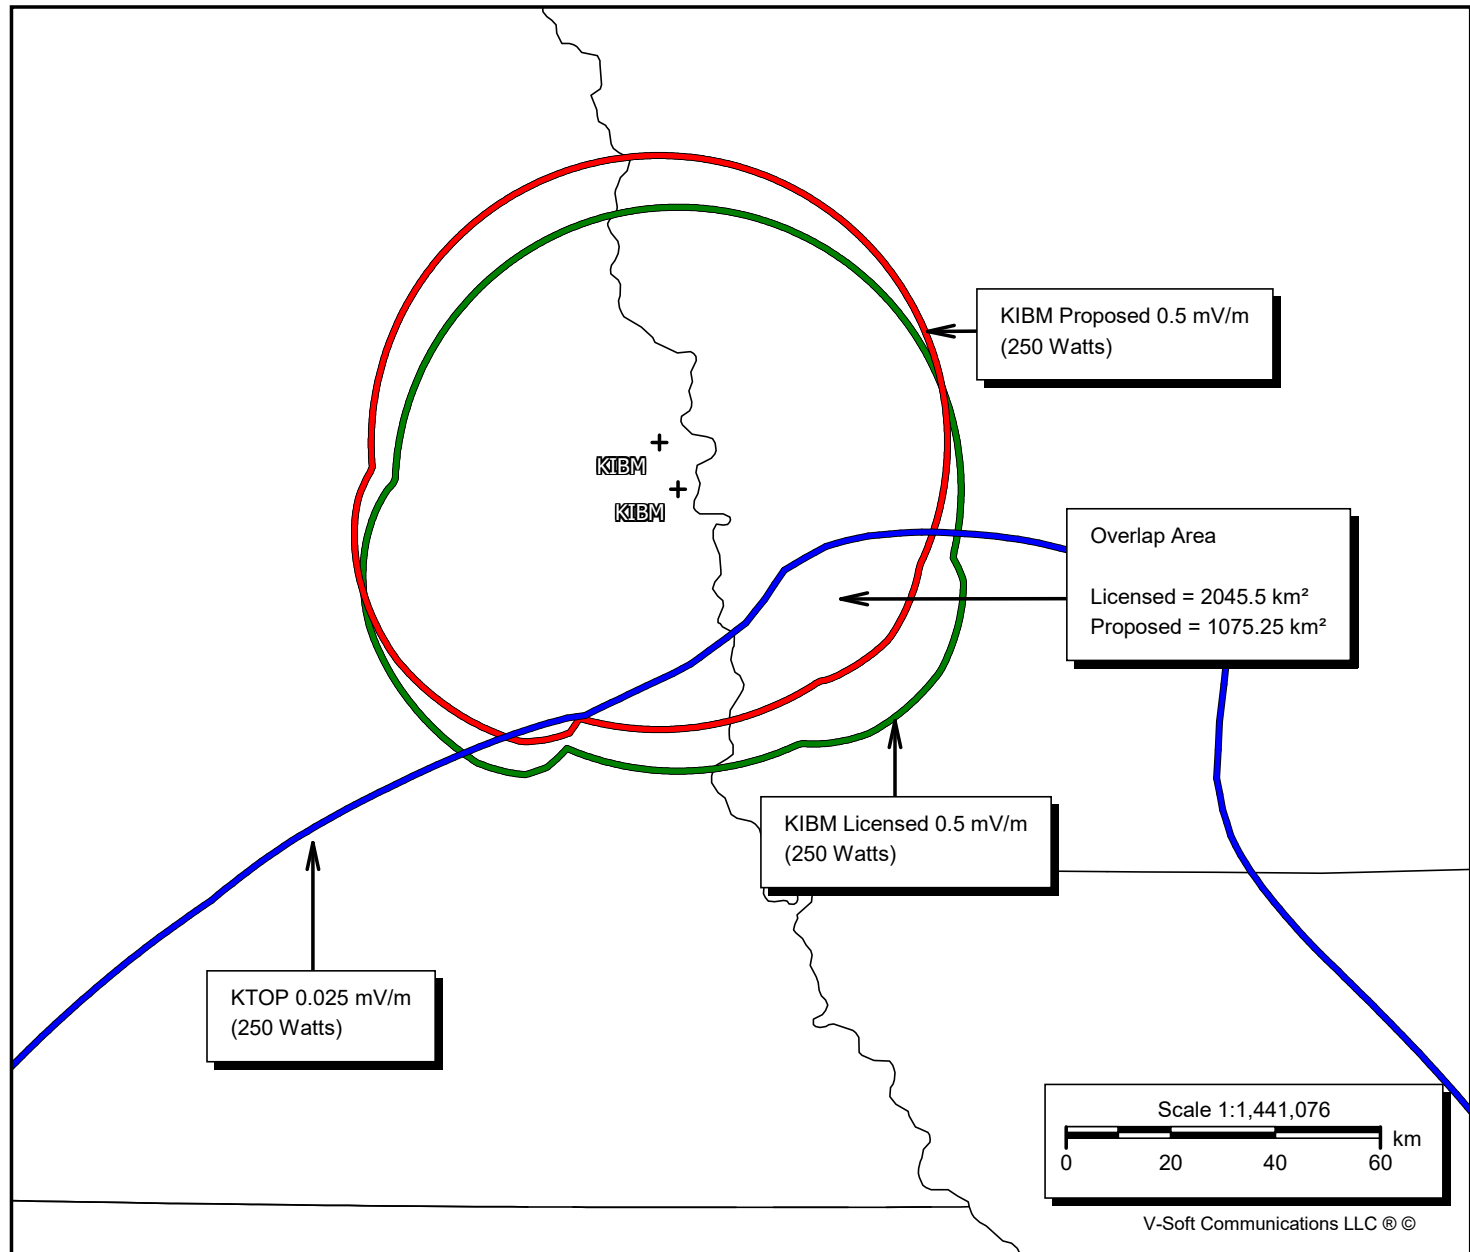 KIBM Proposed 0.5 mV/m
(250 Watts)
KIBM
KIBM
Overlap Area
Licensed = 2045.5 km²
Proposed = 1075.25 km²
KIBM Licensed 0.5 mV/m
(250 Watts)
KTOP 0.025 mV/m
(250 Watts)
Scale 1:1,441,076
km
0 20 40 60
V-Soft Communications LLC ® ©